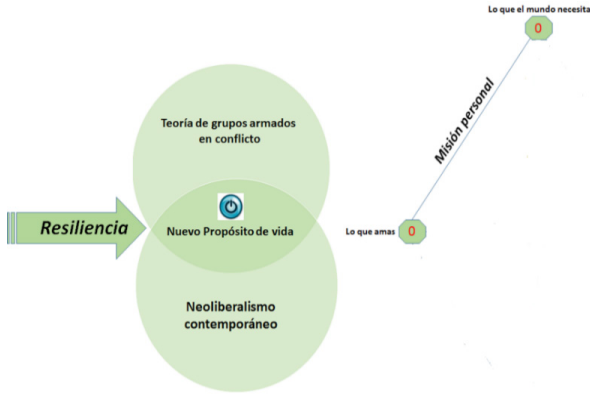 Lo que el mundo necesita
0
Misión personal
Teoría de grupos armados
en conflicto
Resiliencia
Nuevo Propósito de vida
Lo que amas
0
Neoliberalismo
contemporáneo